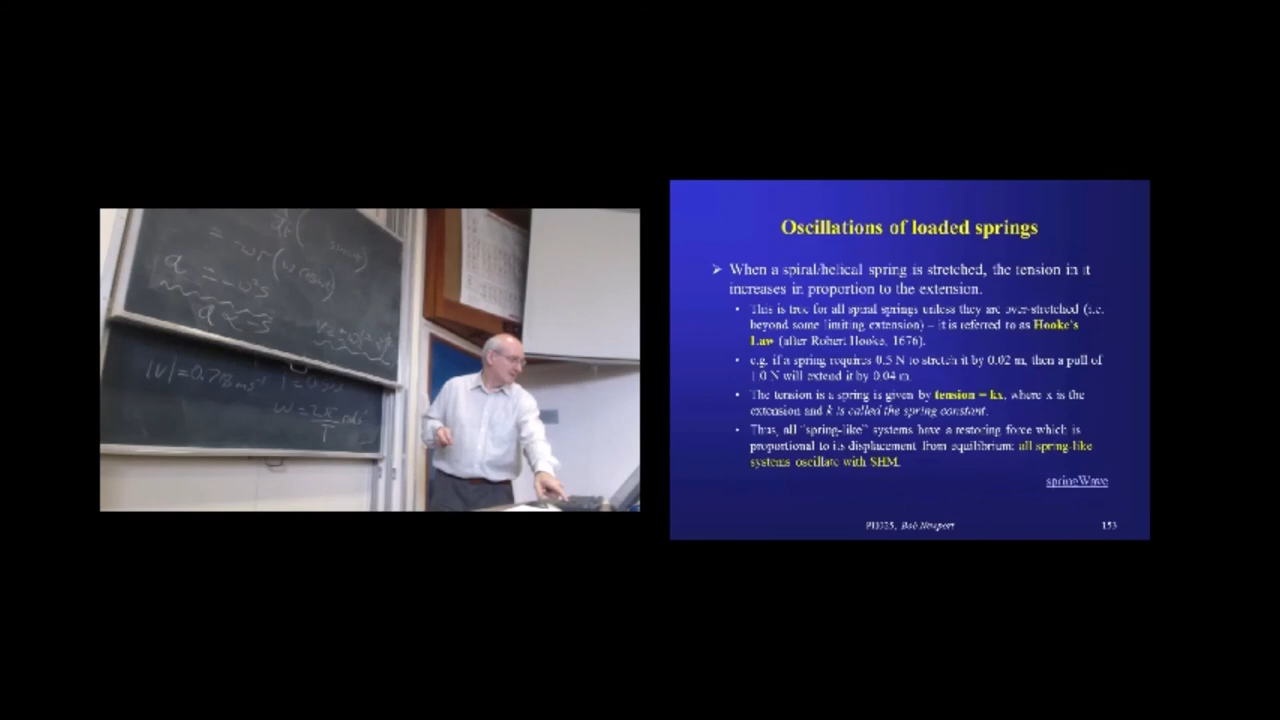 a = -ω²s
a ∝ -s
|v|=0.78ms⁻¹
ω = 2π/T
Oscillations of loaded springs
➢ When a spiral/helical spring is stretched, the tension in it
increases in proportion to the extension.
• This is true for all spiral springs unless they are over-stretched (i.e.
beyond some limiting extension) – it is referred to as Hooke's
Law (after Robert Hooke, 1676).
• e.g. if a spring requires 0.5 N to stretch it by 0.02 m, then a pull of
1.0 N will extend it by 0.04 m.
• The tension is a spring is given by tension = kx, where x is the
extension and k is called the spring constant.
• Thus, all "spring-like" systems have a restoring force which is
proportional to its displacement from equilibrium: all spring-like
systems oscillate with SHM.
springWave
Bob Newport
153